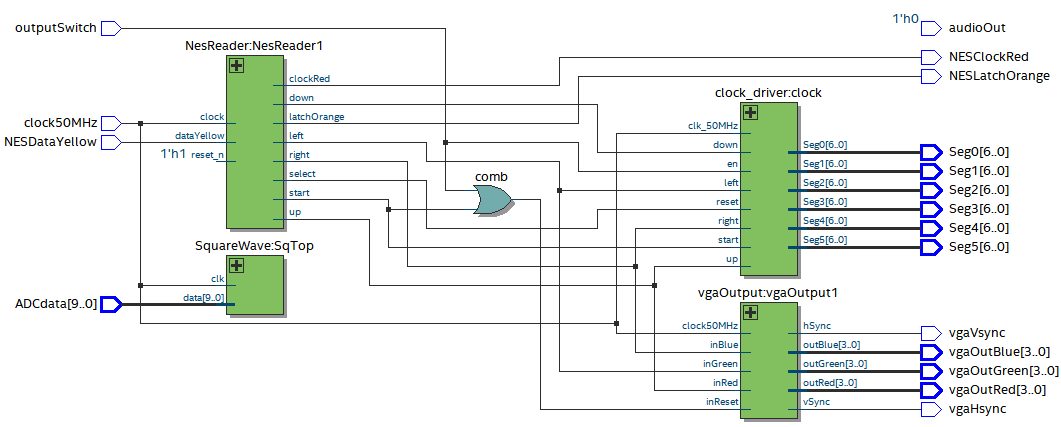 outputSwitch
NesReader:NesReader1
clock
dataYellow
1'h1 reset_n
clockRed
down
latchOrange
left
right
select
start
up
clock50MHz
NESDataYellow
SquareWave:SqTop
clk
data[9..0]
ADCdata[9..0]
comb
clock_driver:clock
clk_50MHz
down
en
left
reset
right
start
up
Seg0[6..0]
Seg1[6..0]
Seg2[6..0]
Seg3[6..0]
Seg4[6..0]
Seg5[6..0]
vgaOutput:vgaOutput1
clock50MHz
inBlue
inGreen
inRed
inReset
hSync
outBlue[3..0]
outGreen[3..0]
outRed[3..0]
vSync
1'h0
audioOut
NESClockRed
NESLatchOrange
Seg0[6..0]
Seg1[6..0]
Seg2[6..0]
Seg3[6..0]
Seg4[6..0]
Seg5[6..0]
vgaVsync
vgaOutBlue[3..0]
vgaOutGreen[3..0]
vgaOutRed[3..0]
vgaHsync